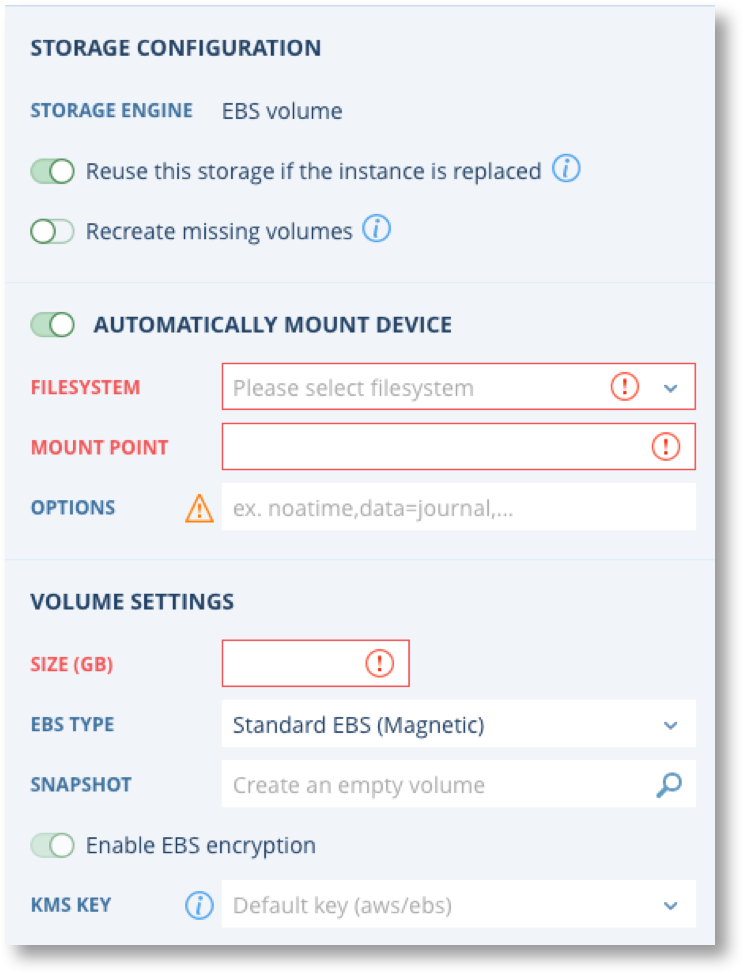 STORAGE CONFIGURATION
STORAGE ENGINE EBS volume
Reuse this storage if the instance is replaced i
Recreate missing volumes i
AUTOMATICALLY MOUNT DEVICE
FILESYSTEM Please select filesystem !
MOUNT POINT !
OPTIONS ! ex. noatime,data=journal,...
VOLUME SETTINGS
SIZE (GB) !
EBS TYPE Standard EBS (Magnetic)
SNAPSHOT Create an empty volume
Enable EBS encryption
KMS KEY i Default key (aws/ebs)